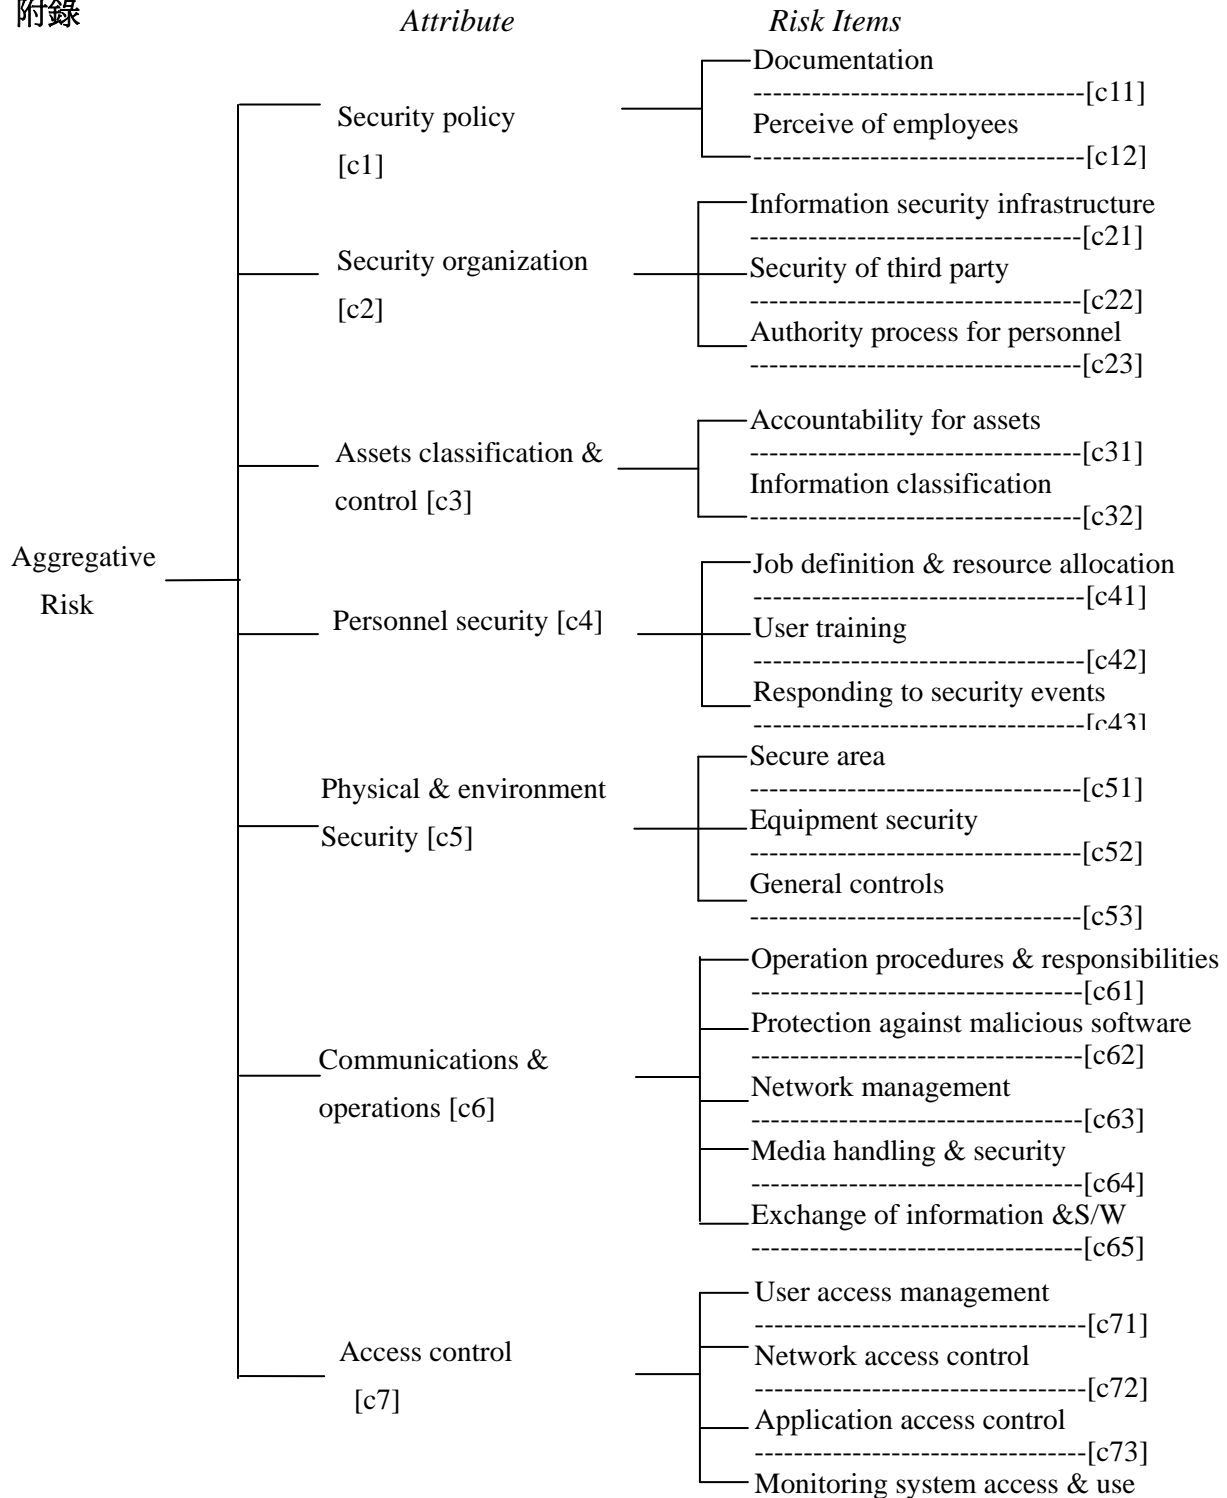 附錄
Attribute
Risk Items
Aggregative
Risk
Security policy
[c1]
Documentation
----------------------------------[c11]
Perceive of employees
----------------------------------[c12]
Security organization
[c2]
Information security infrastructure
----------------------------------[c21]
Security of third party
----------------------------------[c22]
Authority process for personnel
----------------------------------[c23]
Assets classification &
control [c3]
Accountability for assets
----------------------------------[c31]
Information classification
----------------------------------[c32]
Personnel security [c4]
Job definition & resource allocation
----------------------------------[c41]
User training
----------------------------------[c42]
Responding to security events
----------------------------------[c43]
Physical & environment
Security [c5]
Secure area
----------------------------------[c51]
Equipment security
----------------------------------[c52]
General controls
----------------------------------[c53]
Communications &
operations [c6]
Operation procedures & responsibilities
----------------------------------[c61]
Protection against malicious software
----------------------------------[c62]
Network management
----------------------------------[c63]
Media handling & security
----------------------------------[c64]
Exchange of information &S/W
----------------------------------[c65]
Access control
[c7]
User access management
----------------------------------[c71]
Network access control
----------------------------------[c72]
Application access control
----------------------------------[c73]
Monitoring system access & use